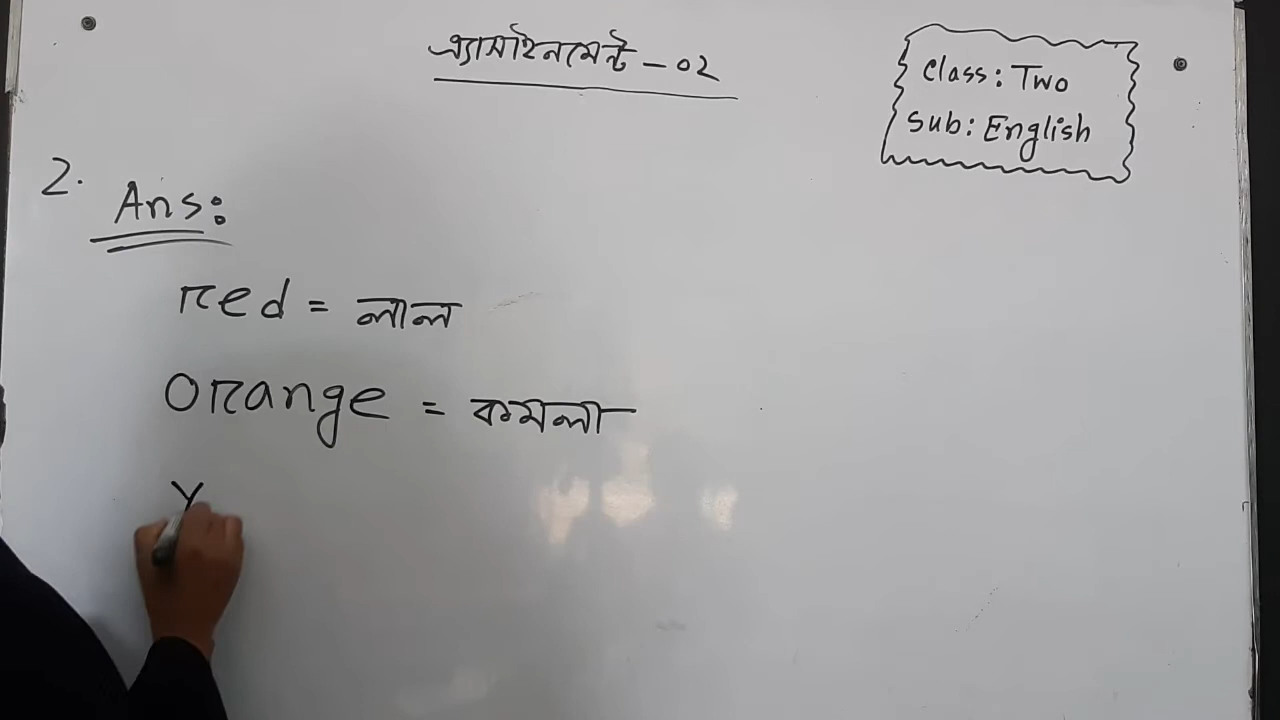 এ্যাসাইনমেন্ট - ০২
Class: Two
Sub: English
2.
Ans:
red = লাল
orange = কমলা
y